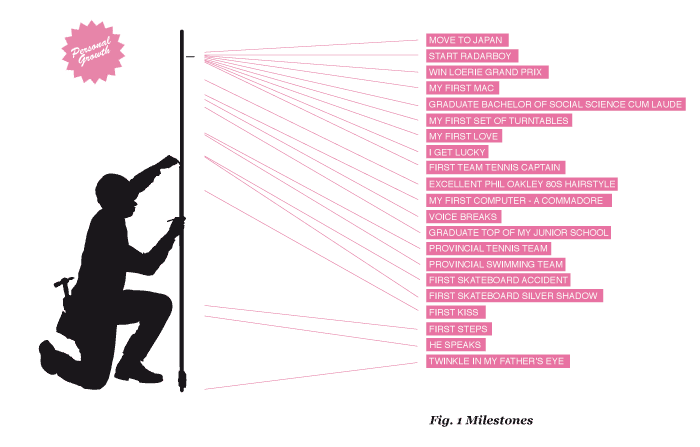 Personal
Growth
MOVE TO JAPAN
START RADARBOY
WIN LOERIE GRAND PRIX
MY FIRST MAC
GRADUATE BACHELOR OF SOCIAL SCIENCE CUM LAUDE
MY FIRST SET OF TURNTABLES
MY FIRST LOVE
I GET LUCKY
FIRST TEAM TENNIS CAPTAIN
EXCELLENT PHIL OAKLEY 80S HAIRSTYLE
MY FIRST COMPUTER - A COMMADORE
VOICE BREAKS
GRADUATE TOP OF MY JUNIOR SCHOOL
PROVINCIAL TENNIS TEAM
PROVINCIAL SWIMMING TEAM
FIRST SKATEBOARD ACCIDENT
FIRST SKATEBOARD SILVER SHADOW
FIRST KISS
FIRST STEPS
HE SPEAKS
TWINKLE IN MY FATHER'S EYE
Fig. 1 Milestones